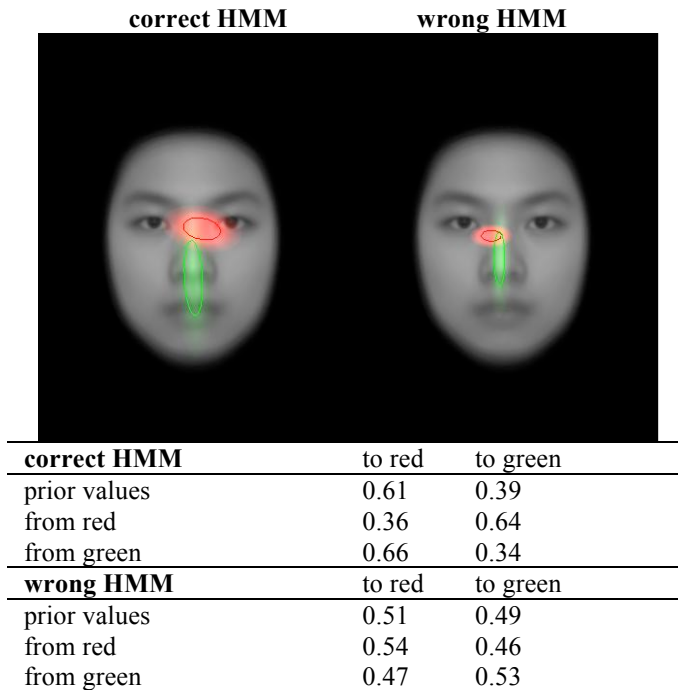 correct HMM wrong HMM
correct HMM to red to green
prior values 0.61 0.39
from red 0.36 0.64
from green 0.66 0.34
wrong HMM to red to green
prior values 0.51 0.49
from red 0.54 0.46
from green 0.47 0.53